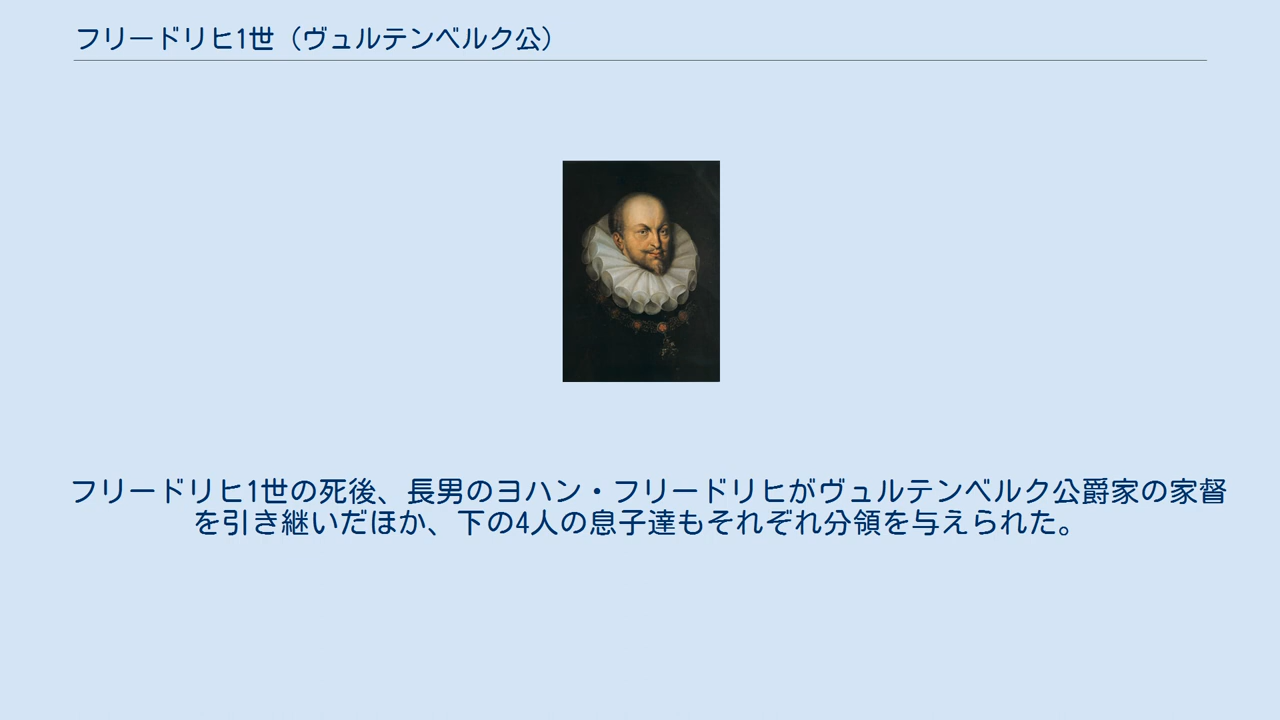 フリードリヒ1世（ヴュルテンベルク公）
フリードリヒ1世の死後、長男のヨハン・フリードリヒがヴュルテンベルク公爵家の家督
を引き継いだほか、下の4人の息子達もそれぞれ分領を与えられた。